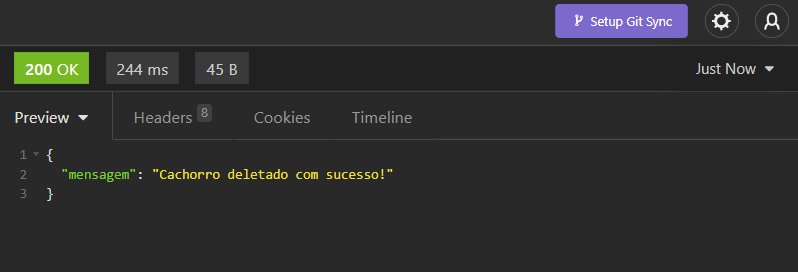 Setup Git Sync
200 OK 244 ms 45 B Just Now
Preview Headers 8 Cookies Timeline
1 {
2 "mensagem": "Cachorro deletado com sucesso!"
3 }